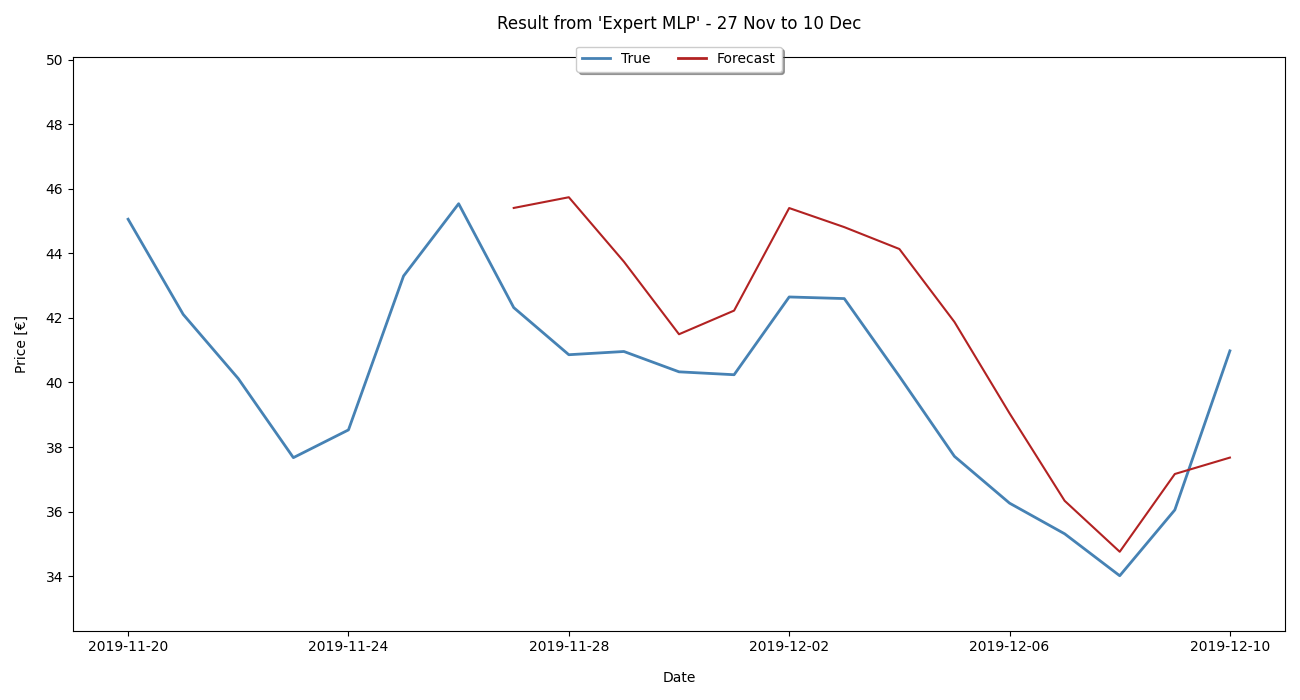 Result from 'Expert MLP' - 27 Nov to 10 Dec
True Forecast
50
48
46
44
42
40
38
36
34
Price [€]
2019-11-20 2019-11-24 2019-11-28 2019-12-02 2019-12-06 2019-12-10
Date